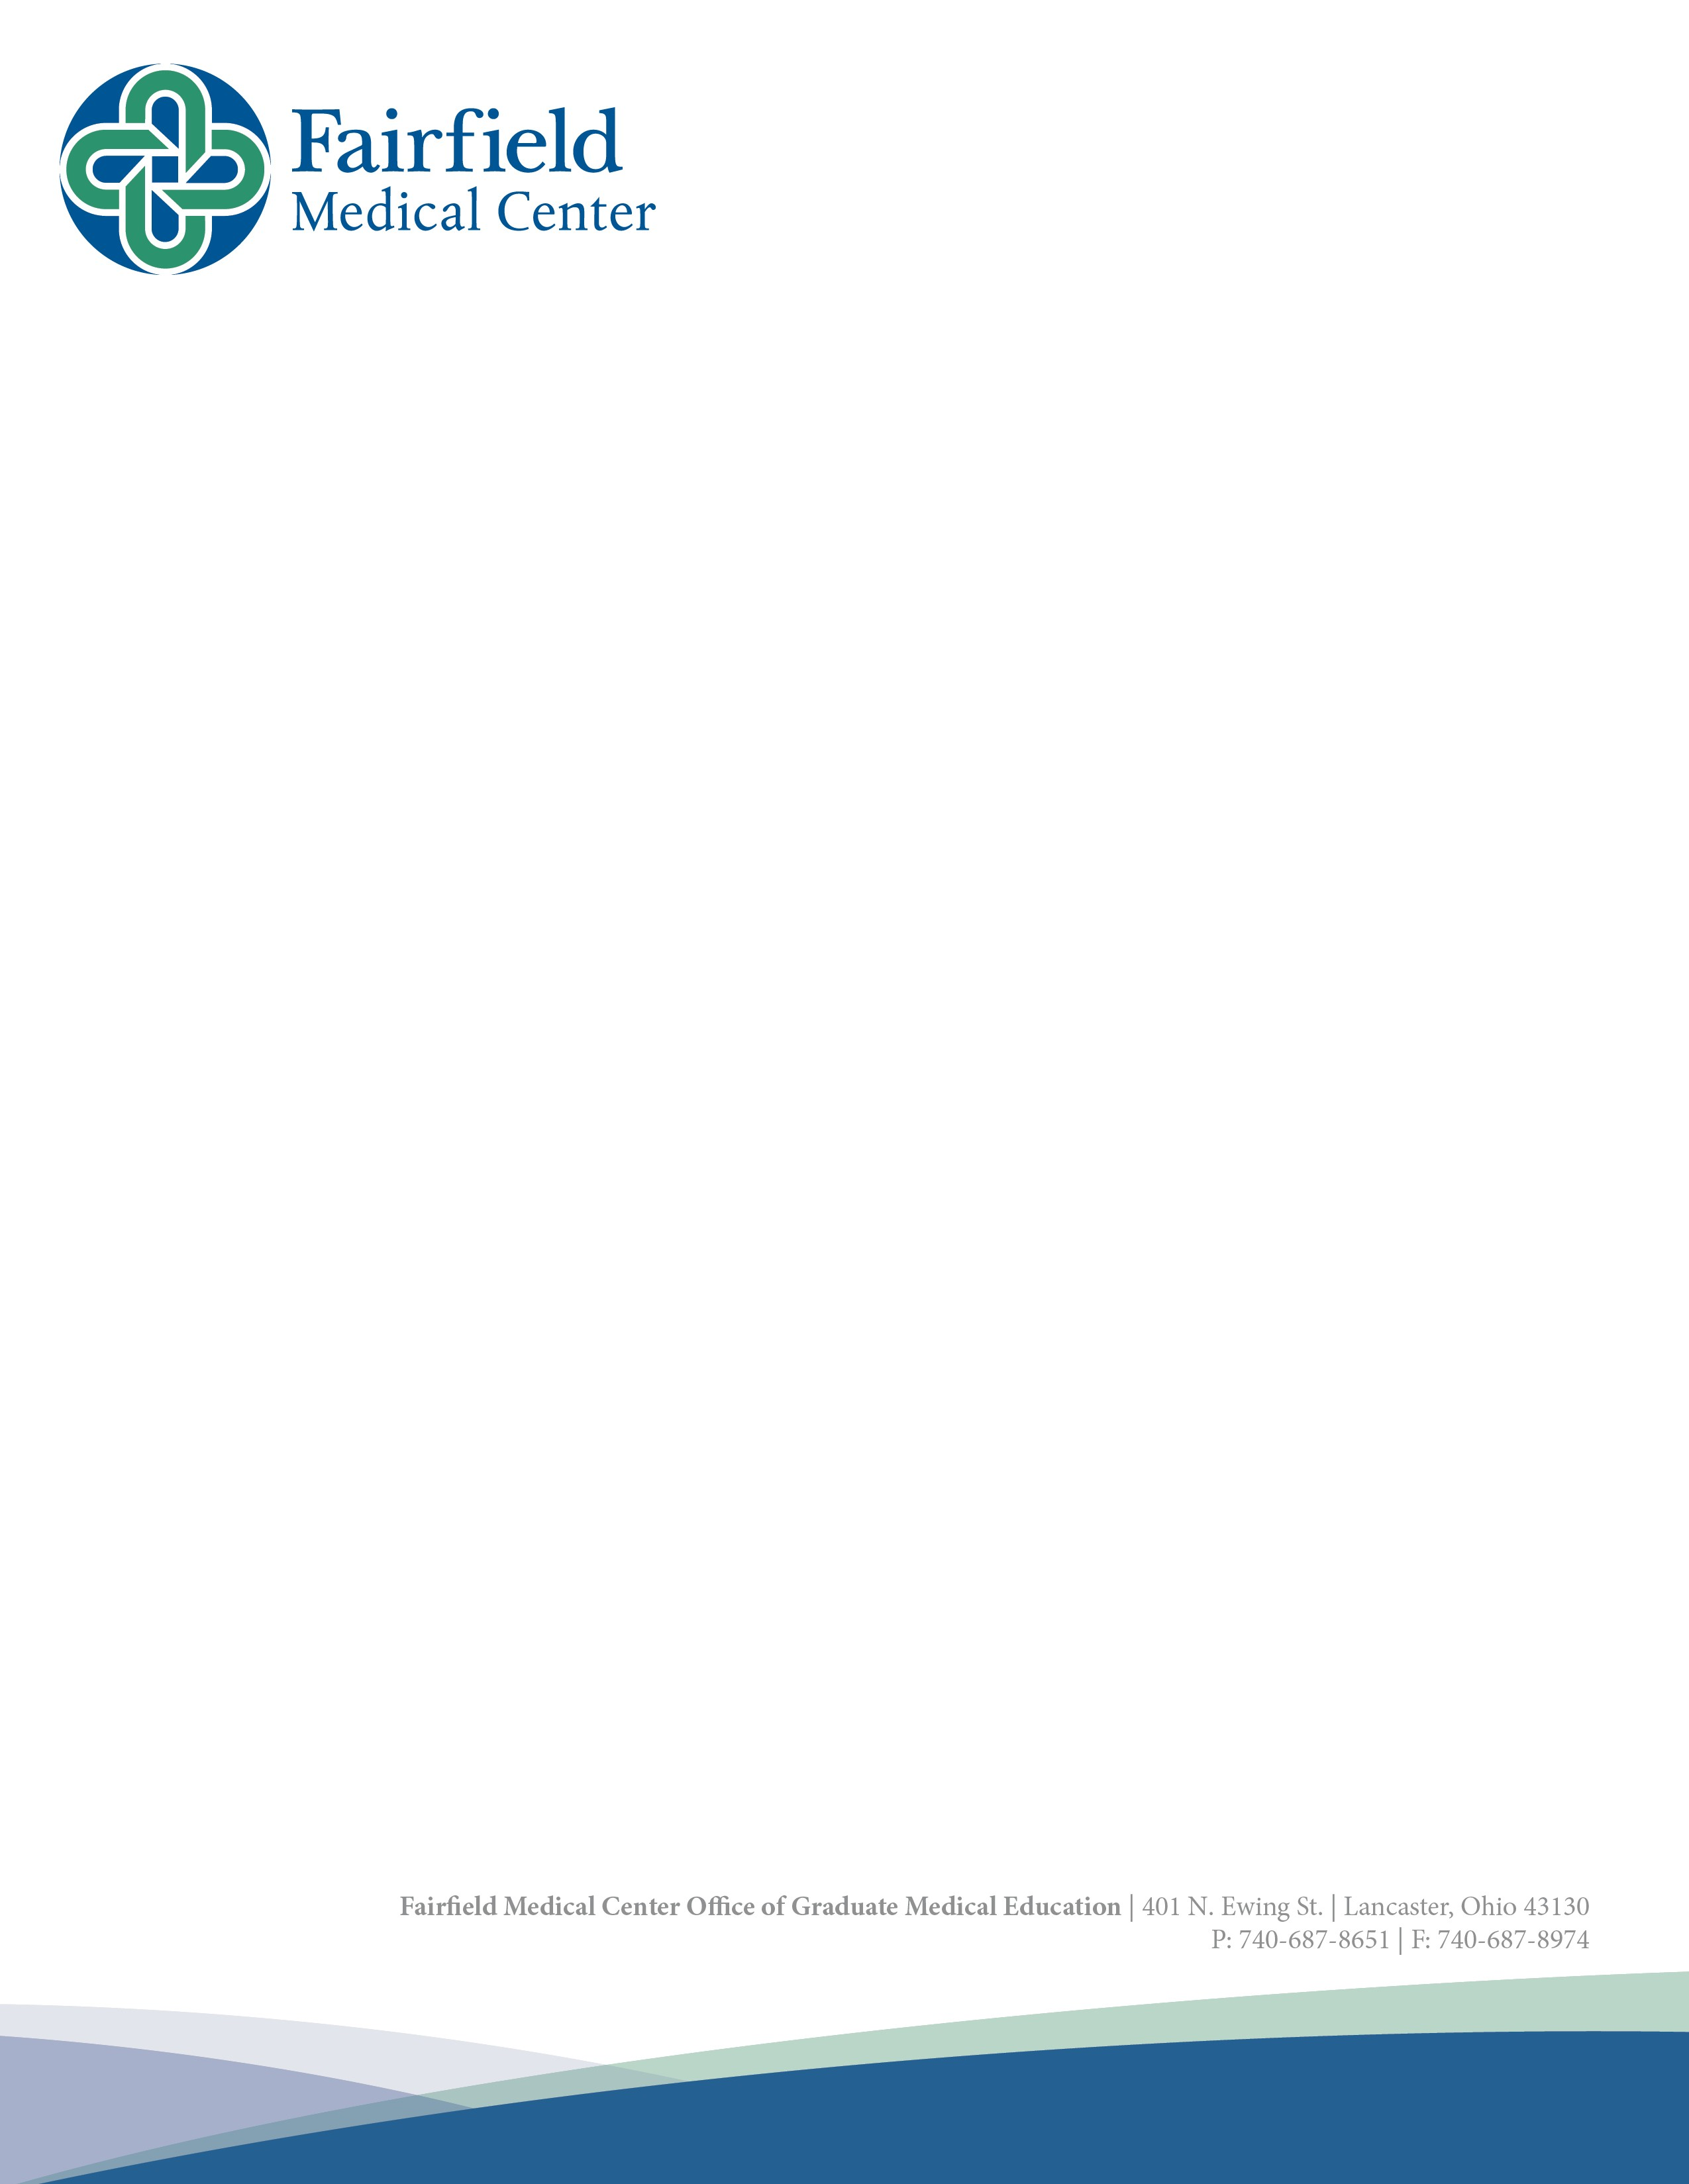 Fairfield
Medical Center
Fairfield Medical Center Office of Graduate Medical Education | 401 N. Ewing St. | Lancaster, Ohio 43130
P: 740-687-8651 | F: 740-687-8974